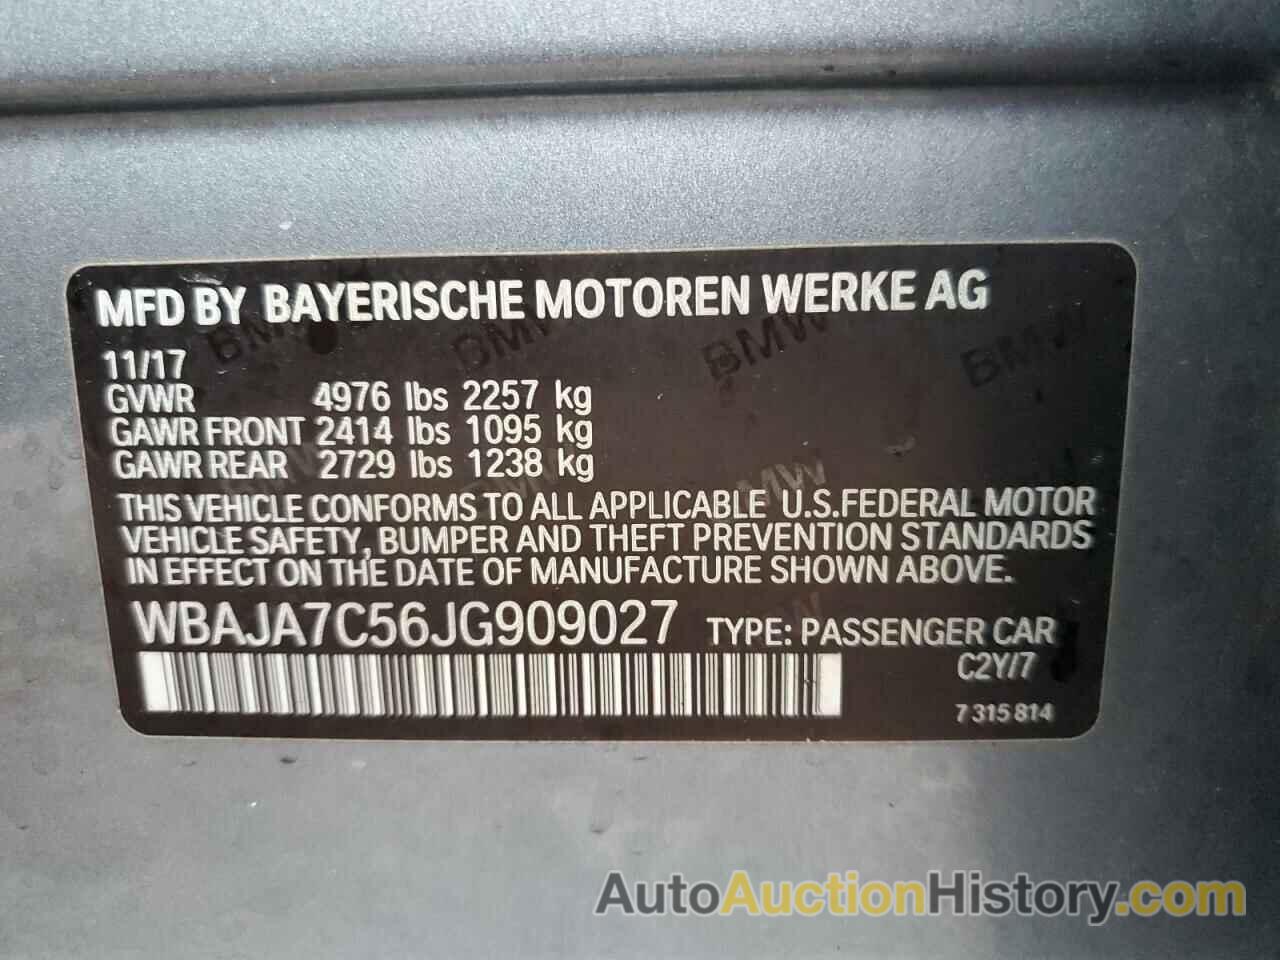 MFD BY BAYERISCHE MOTOREN WERKE AG
11/17
GVWR 4976 lbs 2257 kg
GAWR FRONT 2414 lbs 1095 kg
GAWR REAR 2729 lbs 1238 kg
THIS VEHICLE CONFORMS TO ALL APPLICABLE U.S.FEDERAL MOTOR
VEHICLE SAFETY, BUMPER AND THEFT PREVENTION STANDARDS
IN EFFECT ON THE DATE OF MANUFACTURE SHOWN ABOVE.
WBAJA7C56JG909027 TYPE: PASSENGER CAR
C2Y/7
7 315 814
AutoAuctionHistory.com